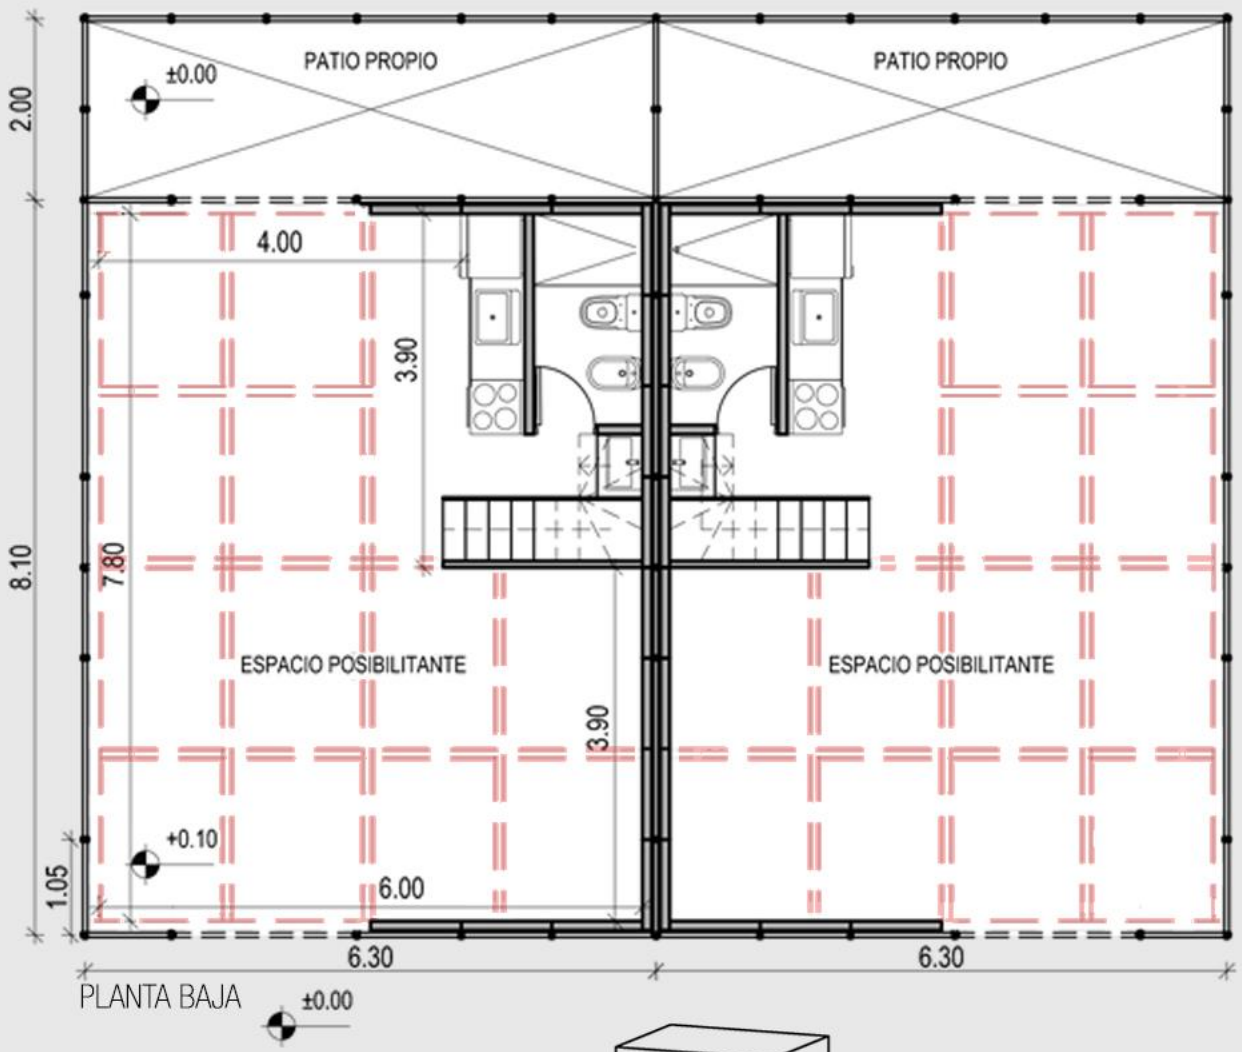 PATIO PROPIO
PATIO PROPIO
±0.00
2.00
4.00
3.90
8.10
7.80
ESPACIO POSIBILITANTE
ESPACIO POSIBILITANTE
3.90
+0.10
1.05
6.00
6.30
6.30
PLANTA BAJA
±0.00